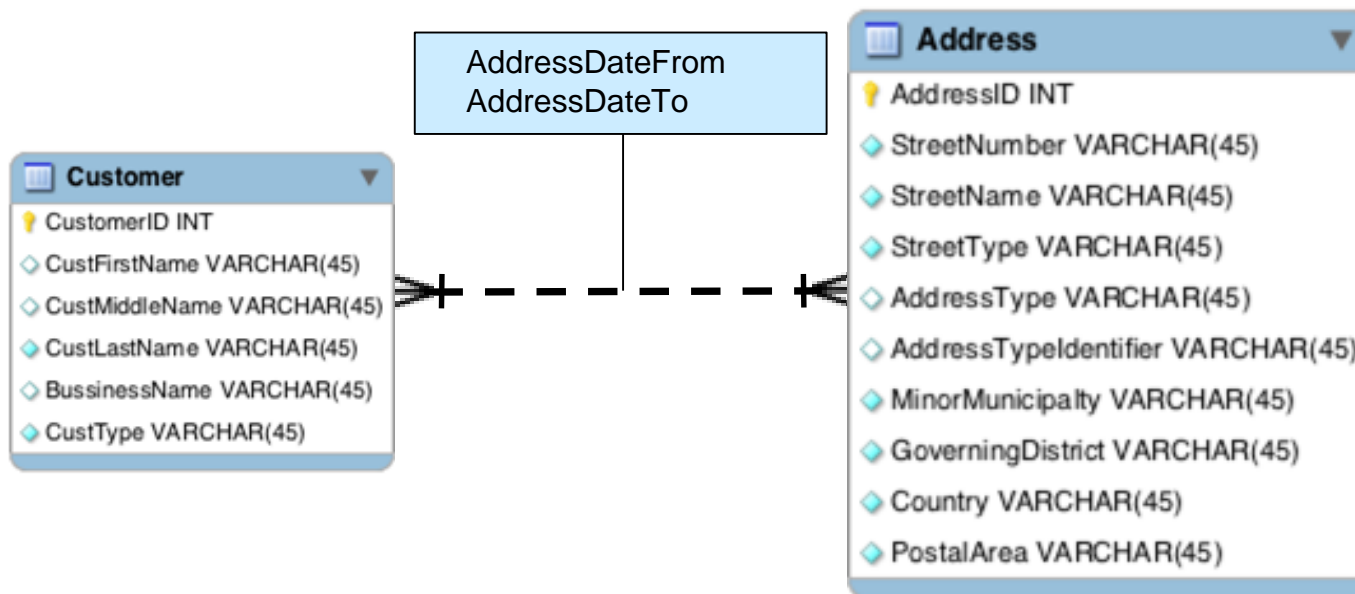 AddressDateFrom
AddressDateTo
Customer
CustomerID INT
CustFirstName VARCHAR(45)
CustMiddleName VARCHAR(45)
CustLastName VARCHAR(45)
BussinessName VARCHAR(45)
CustType VARCHAR(45)
Address
AddressID INT
StreetNumber VARCHAR(45)
StreetName VARCHAR(45)
StreetType VARCHAR(45)
AddressType VARCHAR(45)
AddressTypeIdentifier VARCHAR(45)
MinorMunicipalty VARCHAR(45)
GoverningDistrict VARCHAR(45)
Country VARCHAR(45)
PostalArea VARCHAR(45)